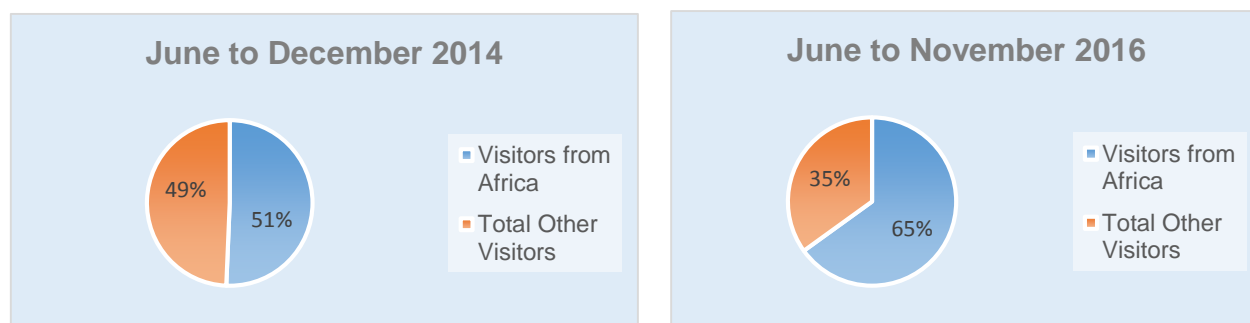 June to December 2014
49%
51%
Visitors from
Africa
Total Other
Visitors
June to November 2016
35%
65%
Visitors from
Africa
Total Other
Visitors